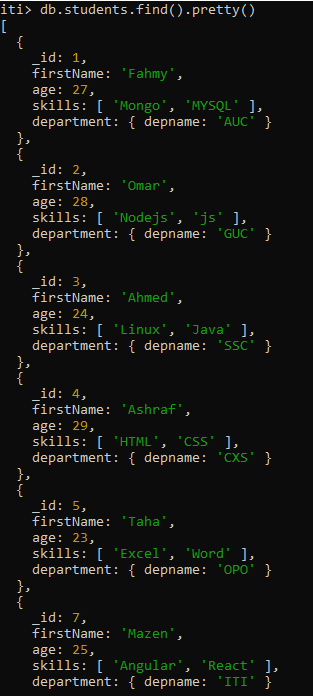 iti> db.students.find().pretty()
[
  {
    _id: 1,
    firstName: 'Fahmy',
    age: 27,
    skills: [ 'Mongo', 'MYSQL' ],
    department: { depname: 'AUC' }
  },
  {
    _id: 2,
    firstName: 'Omar',
    age: 28,
    skills: [ 'Nodejs', 'js' ],
    department: { depname: 'GUC' }
  },
  {
    _id: 3,
    firstName: 'Ahmed',
    age: 24,
    skills: [ 'Linux', 'Java' ],
    department: { depname: 'SSC' }
  },
  {
    _id: 4,
    firstName: 'Ashraf',
    age: 29,
    skills: [ 'HTML', 'CSS' ],
    department: { depname: 'CXS' }
  },
  {
    _id: 5,
    firstName: 'Taha',
    age: 23,
    skills: [ 'Excel', 'Word' ],
    department: { depname: 'OPO' }
  },
  {
    _id: 7,
    firstName: 'Mazen',
    age: 25,
    skills: [ 'Angular', 'React' ],
    department: { depname: 'ITI' }